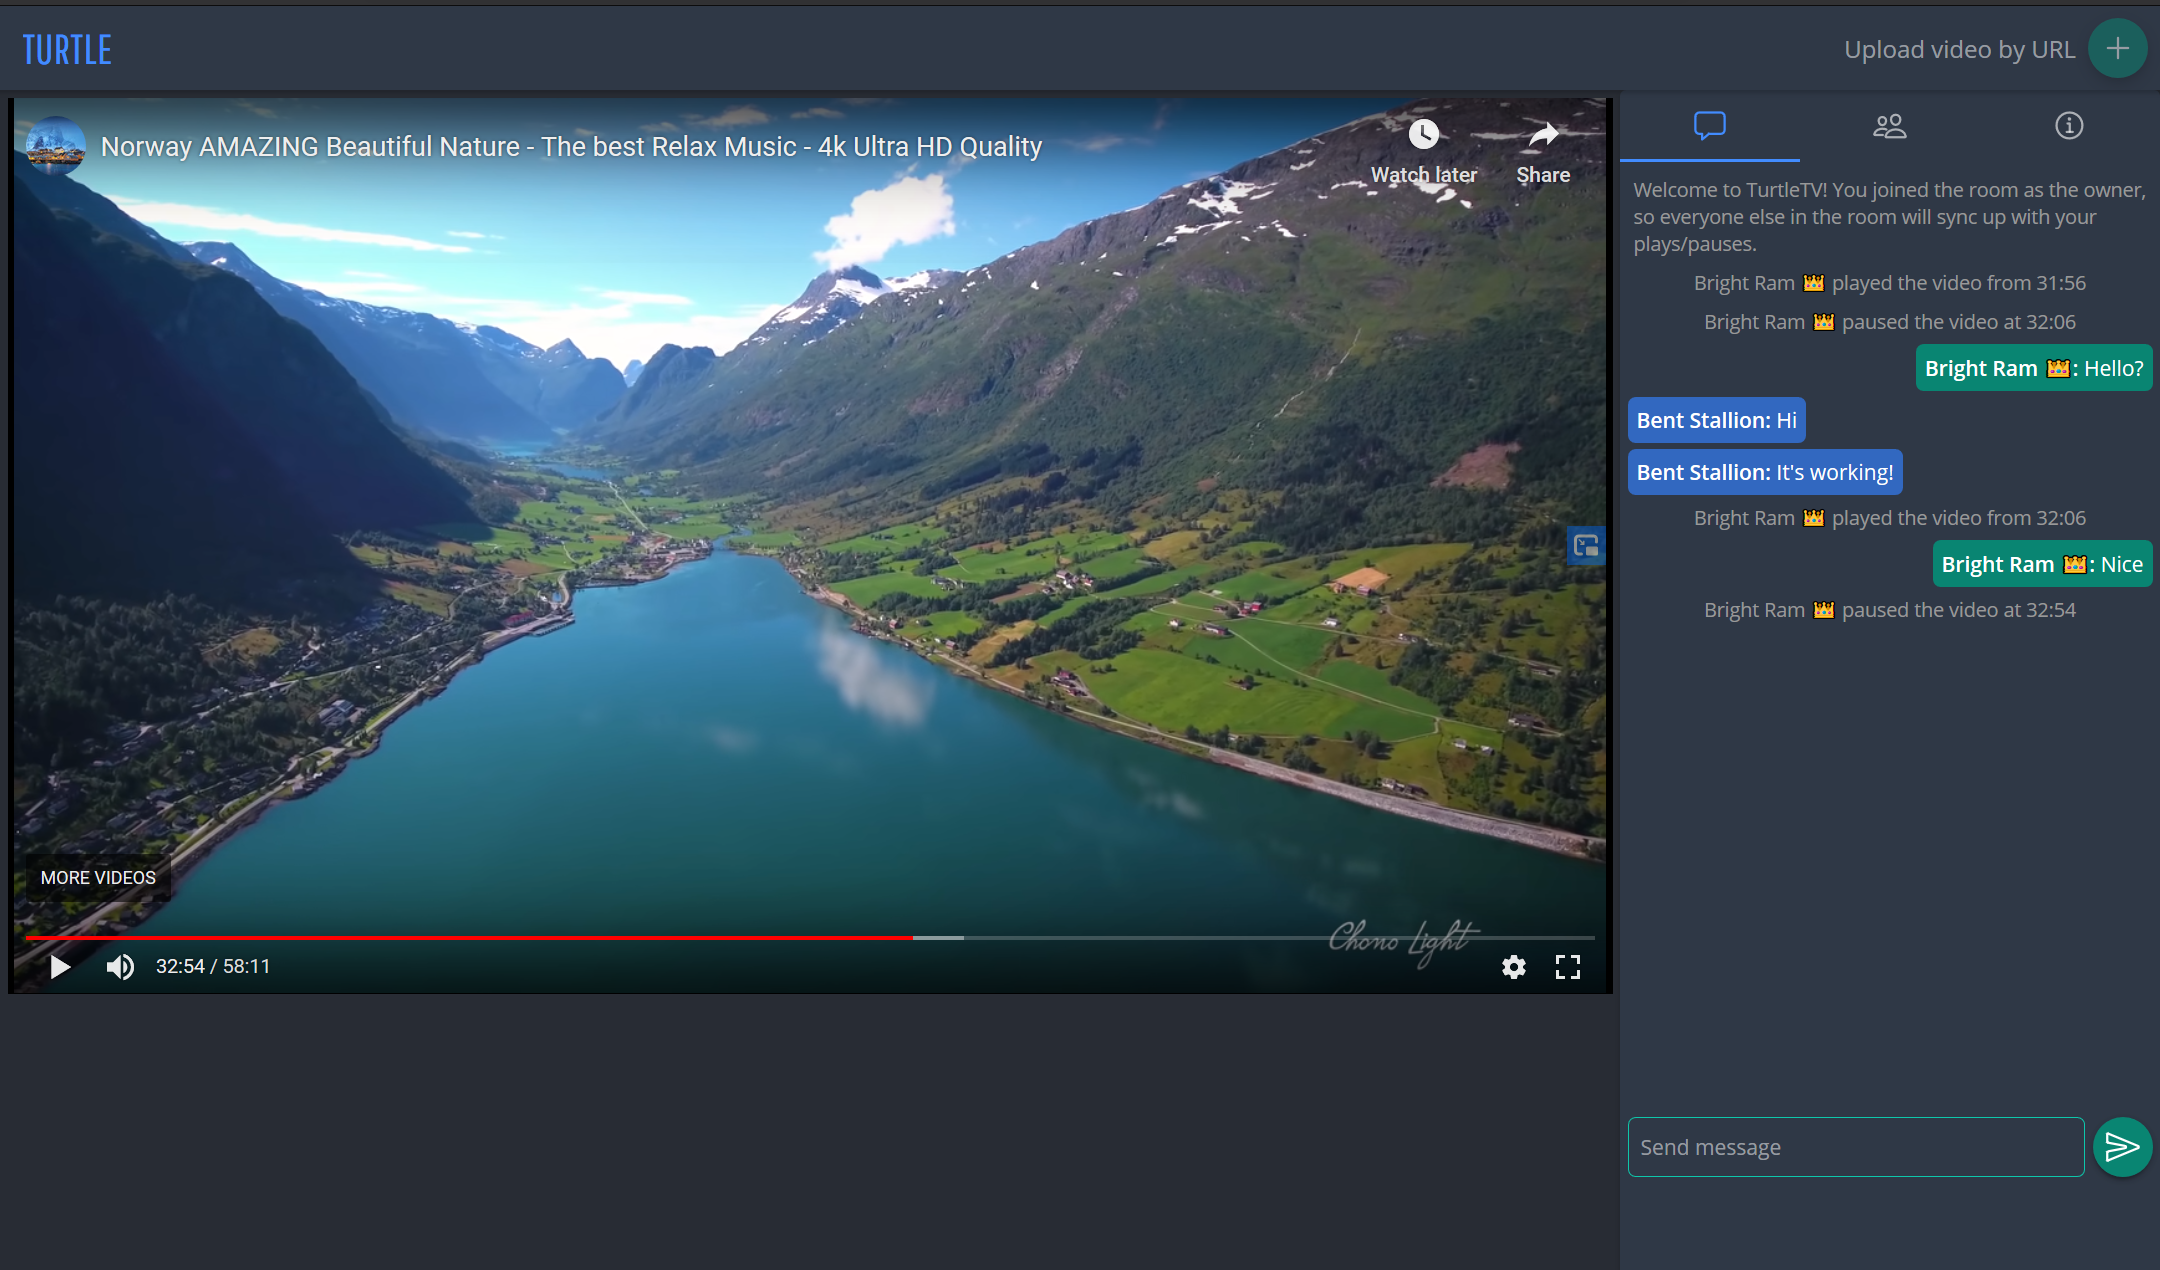 TURTLE
Upload video by URL
Norway AMAZING Beautiful Nature - The best Relax Music - 4k Ultra HD Quality
Watch later
Share
MORE VIDEOS
Chono Light
32:54 / 58:11
Welcome to TurtleTV! You joined the room as the owner,
so everyone else in the room will sync up with your
plays/pauses.
Bright Ram 👑 played the video from 31:56
Bright Ram 👑 paused the video at 32:06
Bright Ram 👑: Hello?
Bent Stallion: Hi
Bent Stallion: It's working!
Bright Ram 👑 played the video from 32:06
Bright Ram 👑: Nice
Bright Ram 👑 paused the video at 32:54
Send message